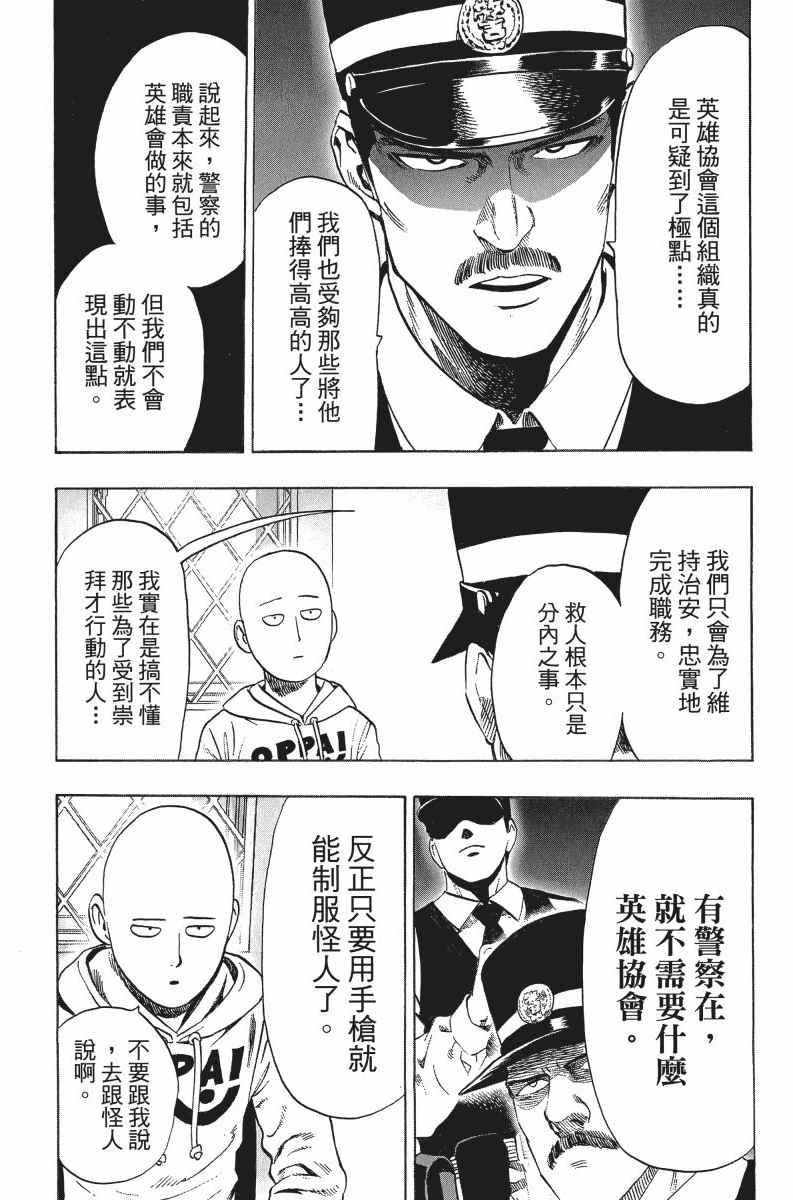 英雄協會這個組織真的
是可疑到了極點……
我們也受夠那些將他
們捧得高高的人了…
說起來，警察的
職責本來就包括
英雄會做的事，
但我們不會
動不動就表
現出這點。
我們只會為了維
持治安，忠實地
完成職務。
救人根本只是
分內之事。
我實在是搞不懂
那些為了受到崇
拜才行動的人…
OPPAI
有警察在，
就不需要什麼
英雄協會。
反正只要用手槍就
能制服怪人了。
不要跟我說
，去跟怪人
說啊。
PPAI